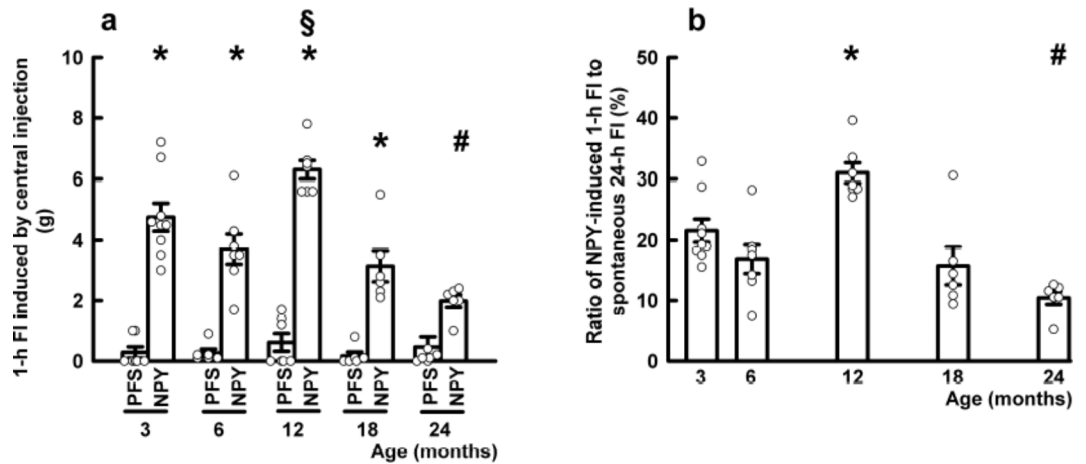 a
§
* * *
*
#
10
8
6
4
2
0
1-h FI induced by central injection
(g)
PFS NPY PFS NPY PFS NPY PFS NPY PFS NPY
3 6 12 18 24
Age (months)
b
*
#
50
40
30
20
10
0
Ratio of NPY-induced 1-h FI to
spontaneous 24-h FI (%)
3 6 12 18 24
Age (months)